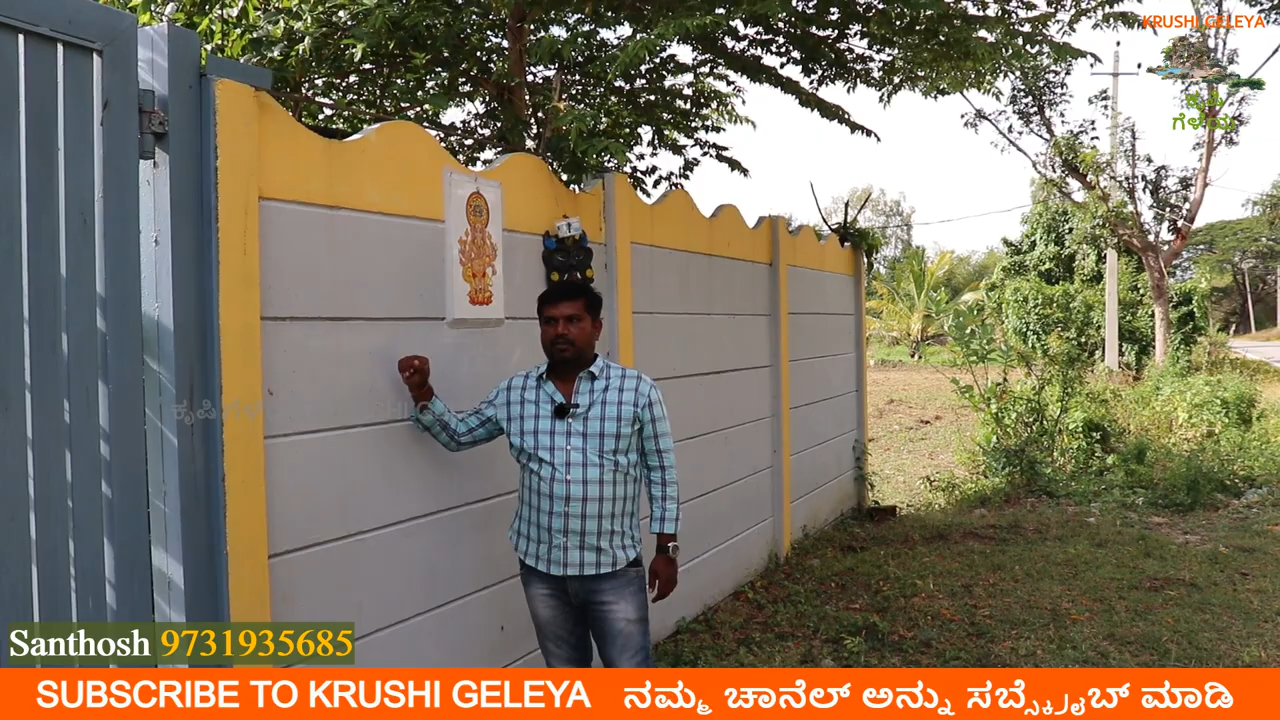 KRUSHI GELEYA
ಕೃಷಿ
ಗೆಳೆಯ
Santhosh 9731935685
SUBSCRIBE TO KRUSHI GELEYA ನಮ್ಮ ಚಾನೆಲ್ ಅನ್ನು ಸಬ್ಸ್ಕ್ರೈಬ್ ಮಾಡಿ